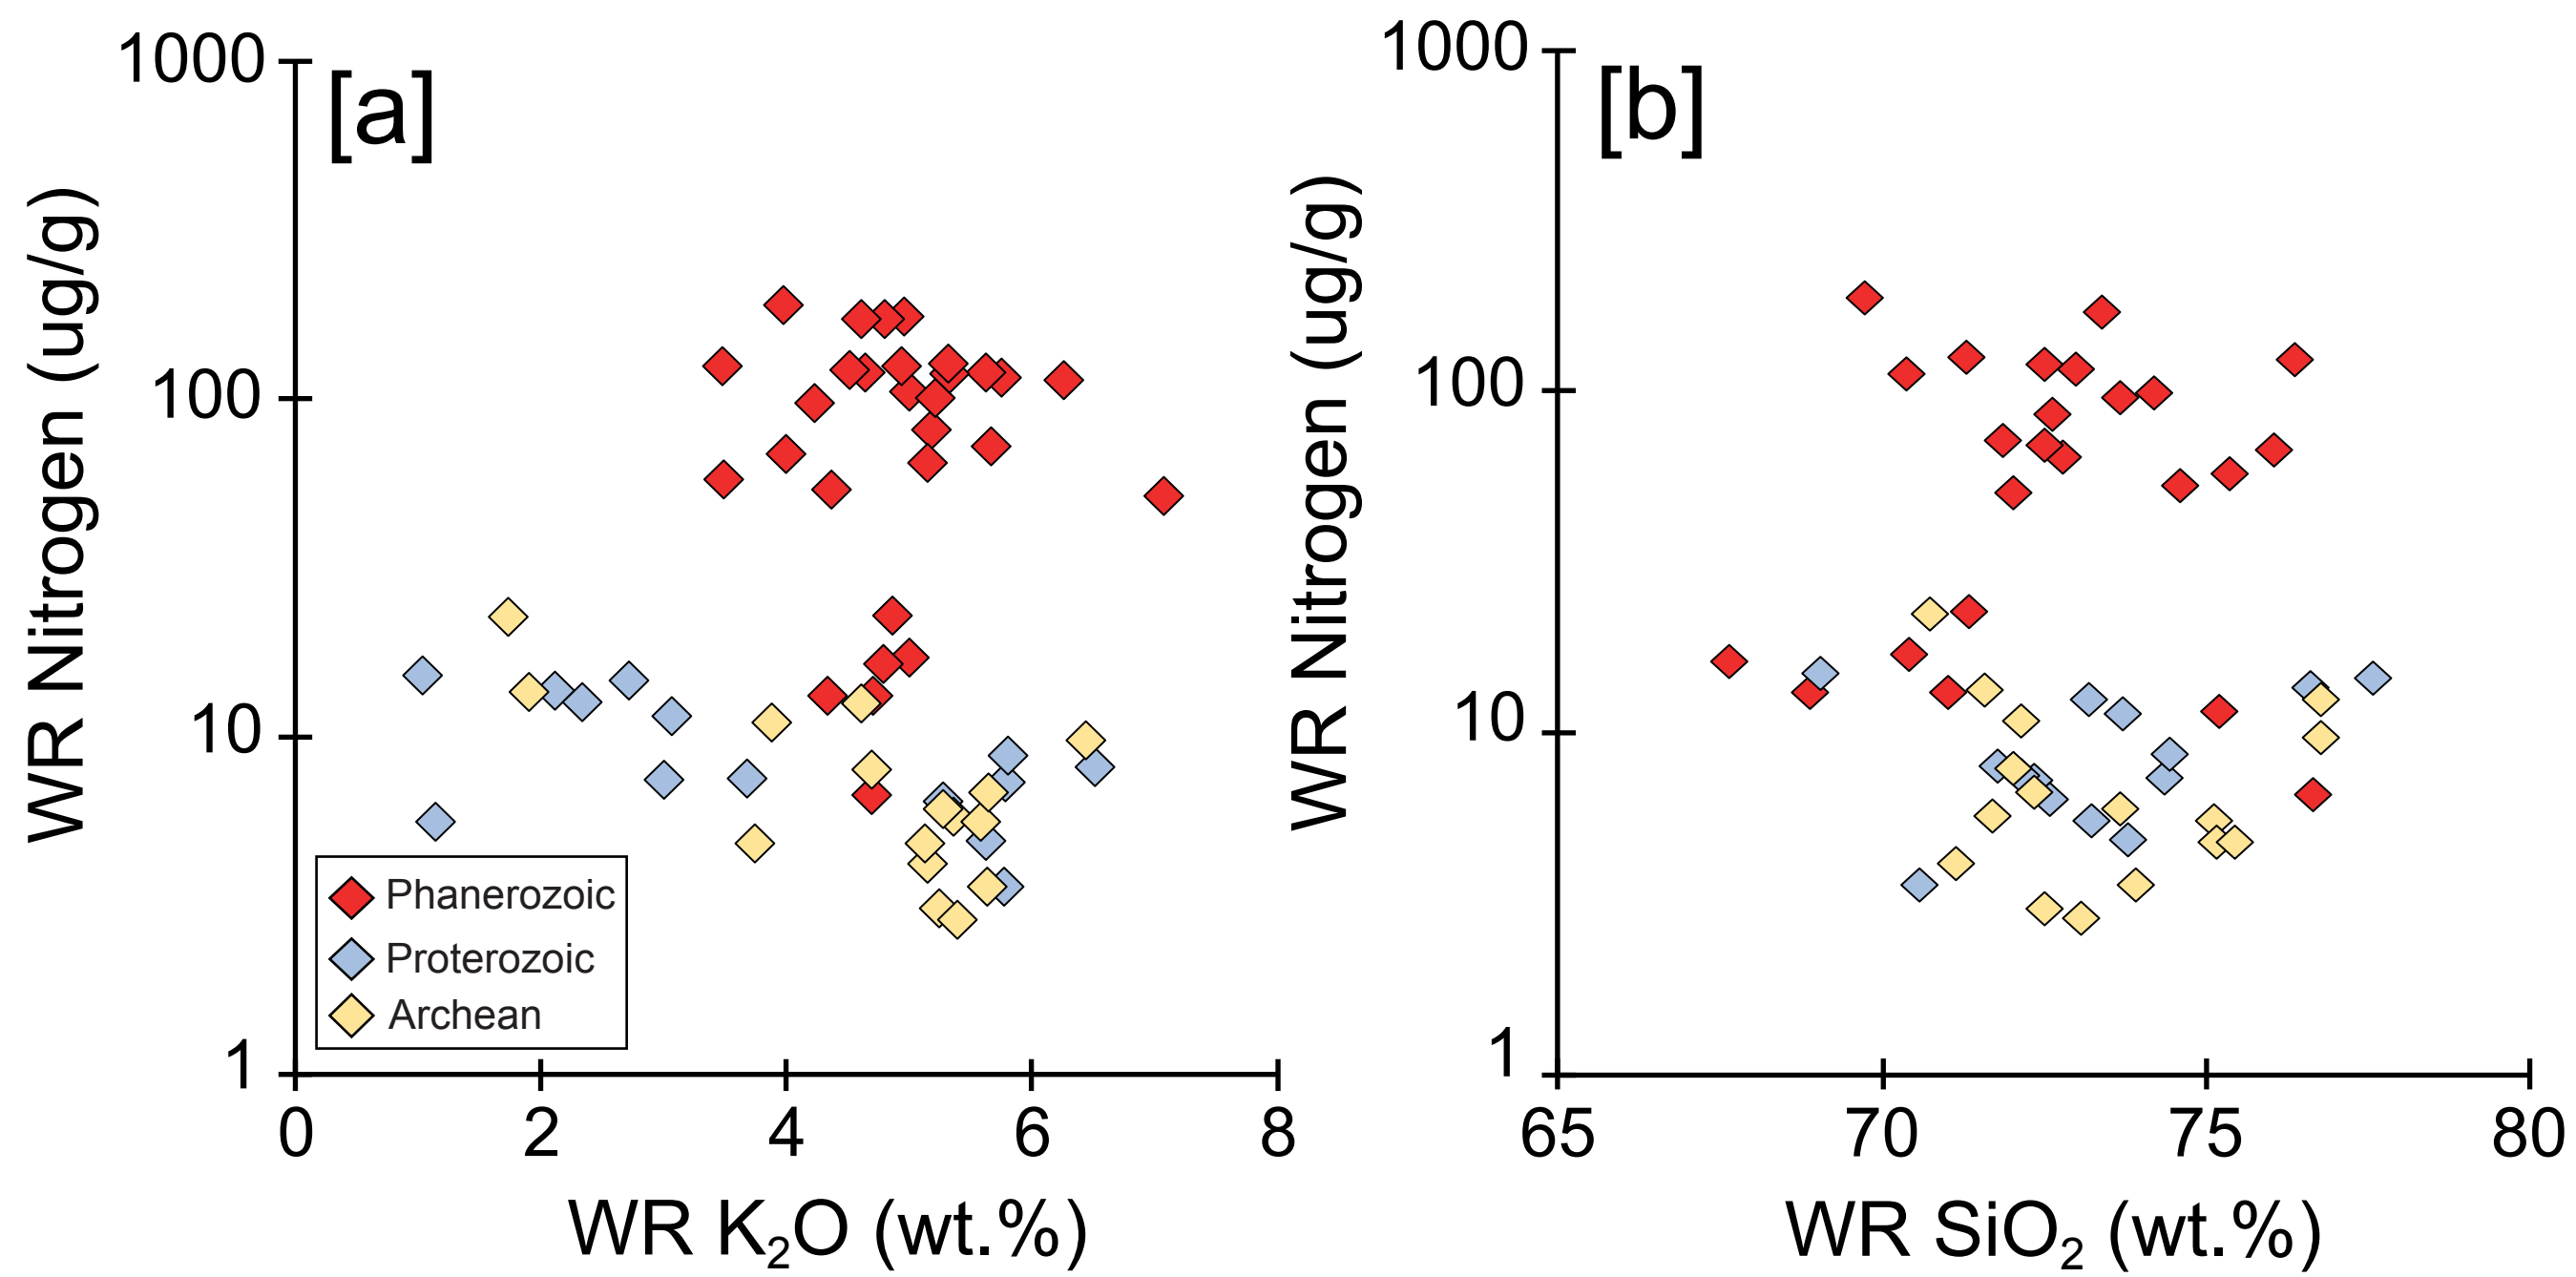 [a]
WR Nitrogen (ug/g)
1000
100
10
1
0 2 4 6 8
WR K₂O (wt.%)
Phanerozoic
Proterozoic
Archean
[b]
WR Nitrogen (ug/g)
1000
100
10
1
65 70 75 80
WR SiO₂ (wt.%)